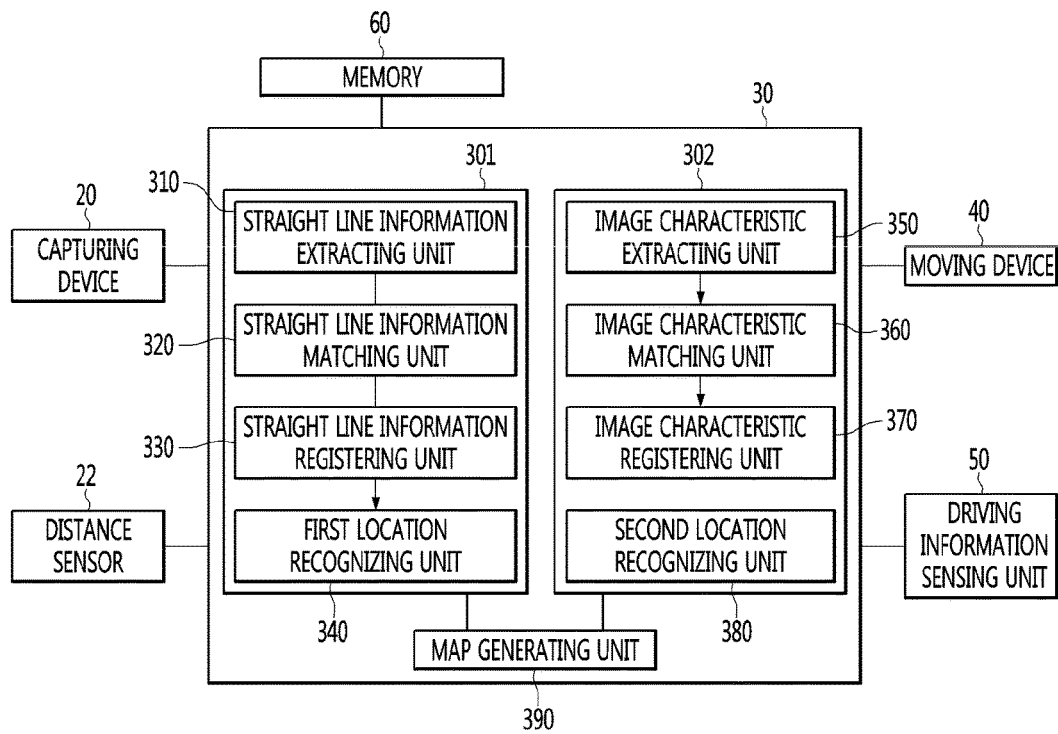 60
MEMORY
30
301
302
310
STRAIGHT LINE INFORMATION
EXTRACTING UNIT
IMAGE CHARACTERISTIC
EXTRACTING UNIT
350
20
CAPTURING
DEVICE
40
MOVING DEVICE
320
STRAIGHT LINE INFORMATION
MATCHING UNIT
IMAGE CHARACTERISTIC
MATCHING UNIT
360
330
STRAIGHT LINE INFORMATION
REGISTERING UNIT
IMAGE CHARACTERISTIC
REGISTERING UNIT
370
22
DISTANCE
SENSOR
FIRST LOCATION
RECOGNIZING UNIT
SECOND LOCATION
RECOGNIZING UNIT
50
DRIVING
INFORMATION
SENSING UNIT
340
380
MAP GENERATING UNIT
390